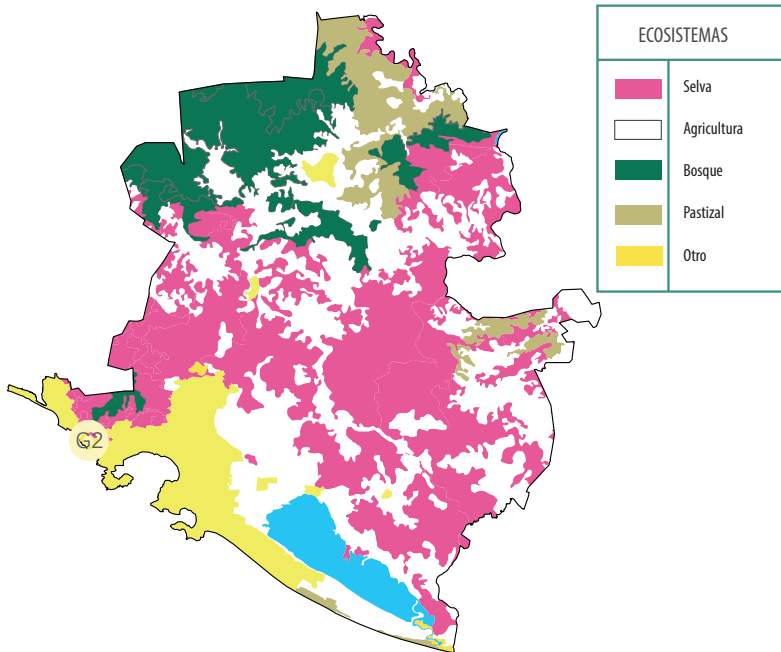 ECOSISTEMAS
Selva
Agricultura
Bosque
Pastizal
Otro
G2